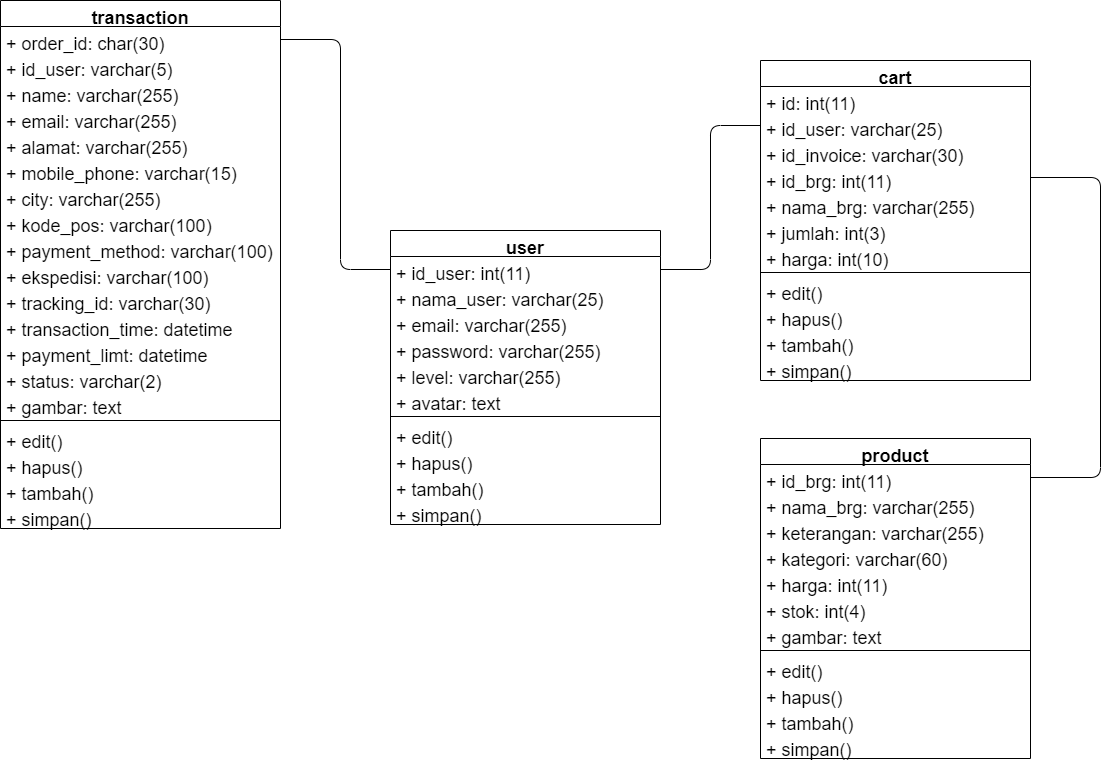 transaction
+ order_id: char(30)
+ id_user: varchar(5)
+ name: varchar(255)
+ email: varchar(255)
+ alamat: varchar(255)
+ mobile_phone: varchar(15)
+ city: varchar(255)
+ kode_pos: varchar(100)
+ payment_method: varchar(100)
+ ekspedisi: varchar(100)
+ tracking_id: varchar(30)
+ transaction_time: datetime
+ payment_limt: datetime
+ status: varchar(2)
+ gambar: text
+ edit()
+ hapus()
+ tambah()
+ simpan()
user
+ id_user: int(11)
+ nama_user: varchar(25)
+ email: varchar(255)
+ password: varchar(255)
+ level: varchar(255)
+ avatar: text
+ edit()
+ hapus()
+ tambah()
+ simpan()
cart
+ id: int(11)
+ id_user: varchar(25)
+ id_invoice: varchar(30)
+ id_brg: int(11)
+ nama_brg: varchar(255)
+ jumlah: int(3)
+ harga: int(10)
+ edit()
+ hapus()
+ tambah()
+ simpan()
product
+ id_brg: int(11)
+ nama_brg: varchar(255)
+ keterangan: varchar(255)
+ kategori: varchar(60)
+ harga: int(11)
+ stok: int(4)
+ gambar: text
+ edit()
+ hapus()
+ tambah()
+ simpan()